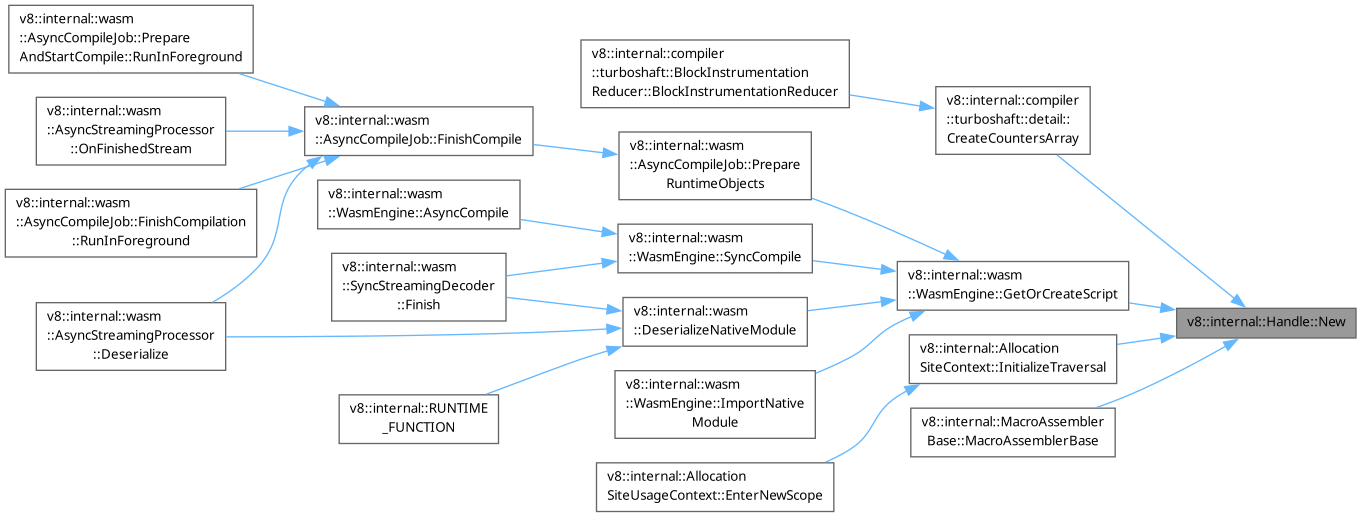 v8::internal::wasm
::AsyncCompileJob::Prepare
AndStartCompile::RunInForeground
v8::internal::wasm
::AsyncStreamingProcessor
::OnFinishedStream
v8::internal::wasm
::AsyncCompileJob::FinishCompilation
::RunInForeground
v8::internal::wasm
::AsyncStreamingProcessor
::Deserialize
v8::internal::wasm
::AsyncCompileJob::FinishCompile
v8::internal::wasm
::WasmEngine::AsyncCompile
v8::internal::wasm
::SyncStreamingDecoder
::Finish
v8::internal::RUNTIME
_FUNCTION
v8::internal::compiler
::turboshaft::BlockInstrumentation
Reducer::BlockInstrumentationReducer
v8::internal::wasm
::AsyncCompileJob::Prepare
RuntimeObjects
v8::internal::wasm
::WasmEngine::SyncCompile
v8::internal::wasm
::DeserializeNativeModule
v8::internal::wasm
::WasmEngine::ImportNative
Module
v8::internal::Allocation
SiteUsageContext::EnterNewScope
v8::internal::compiler
::turboshaft::detail::
CreateCountersArray
v8::internal::wasm
::WasmEngine::GetOrCreateScript
v8::internal::Allocation
SiteContext::InitializeTraversal
v8::internal::MacroAssembler
Base::MacroAssemblerBase
v8::internal::Handle::New